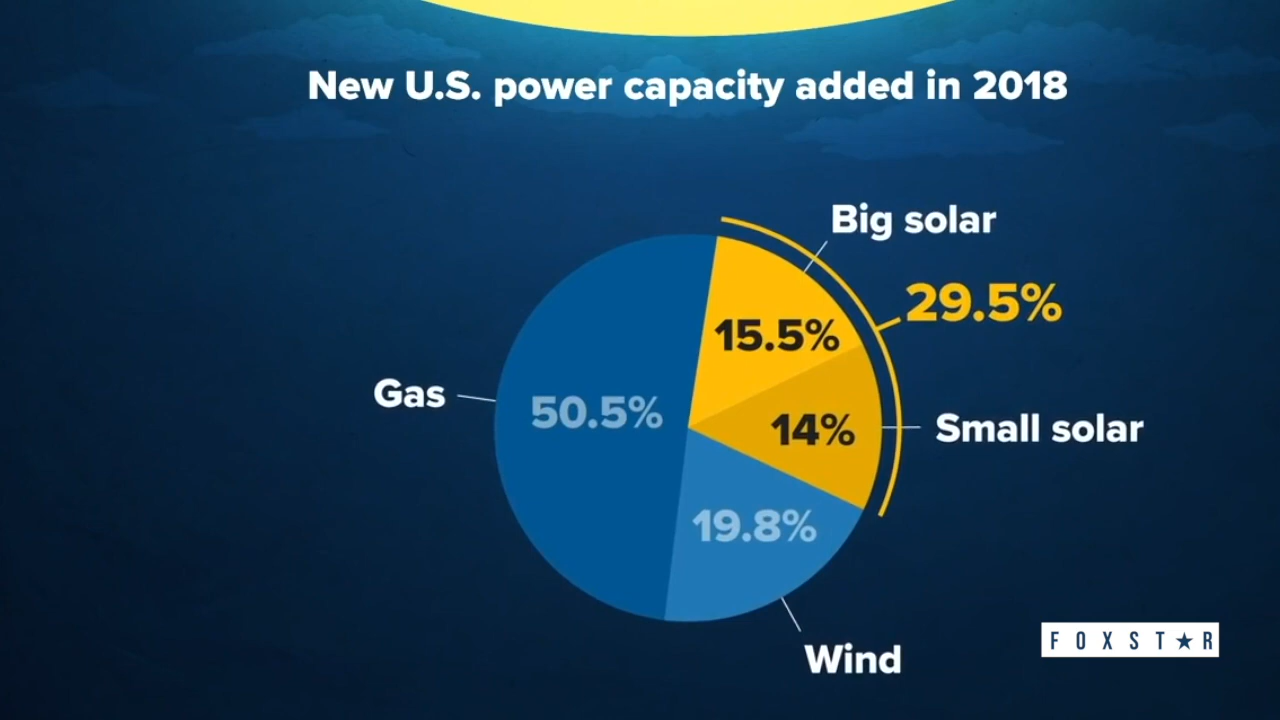 New U.S. power capacity added in 2018
Big solar
29.5%
15.5%
Gas
50.5%
14%
Small solar
19.8%
Wind
FOXST★R